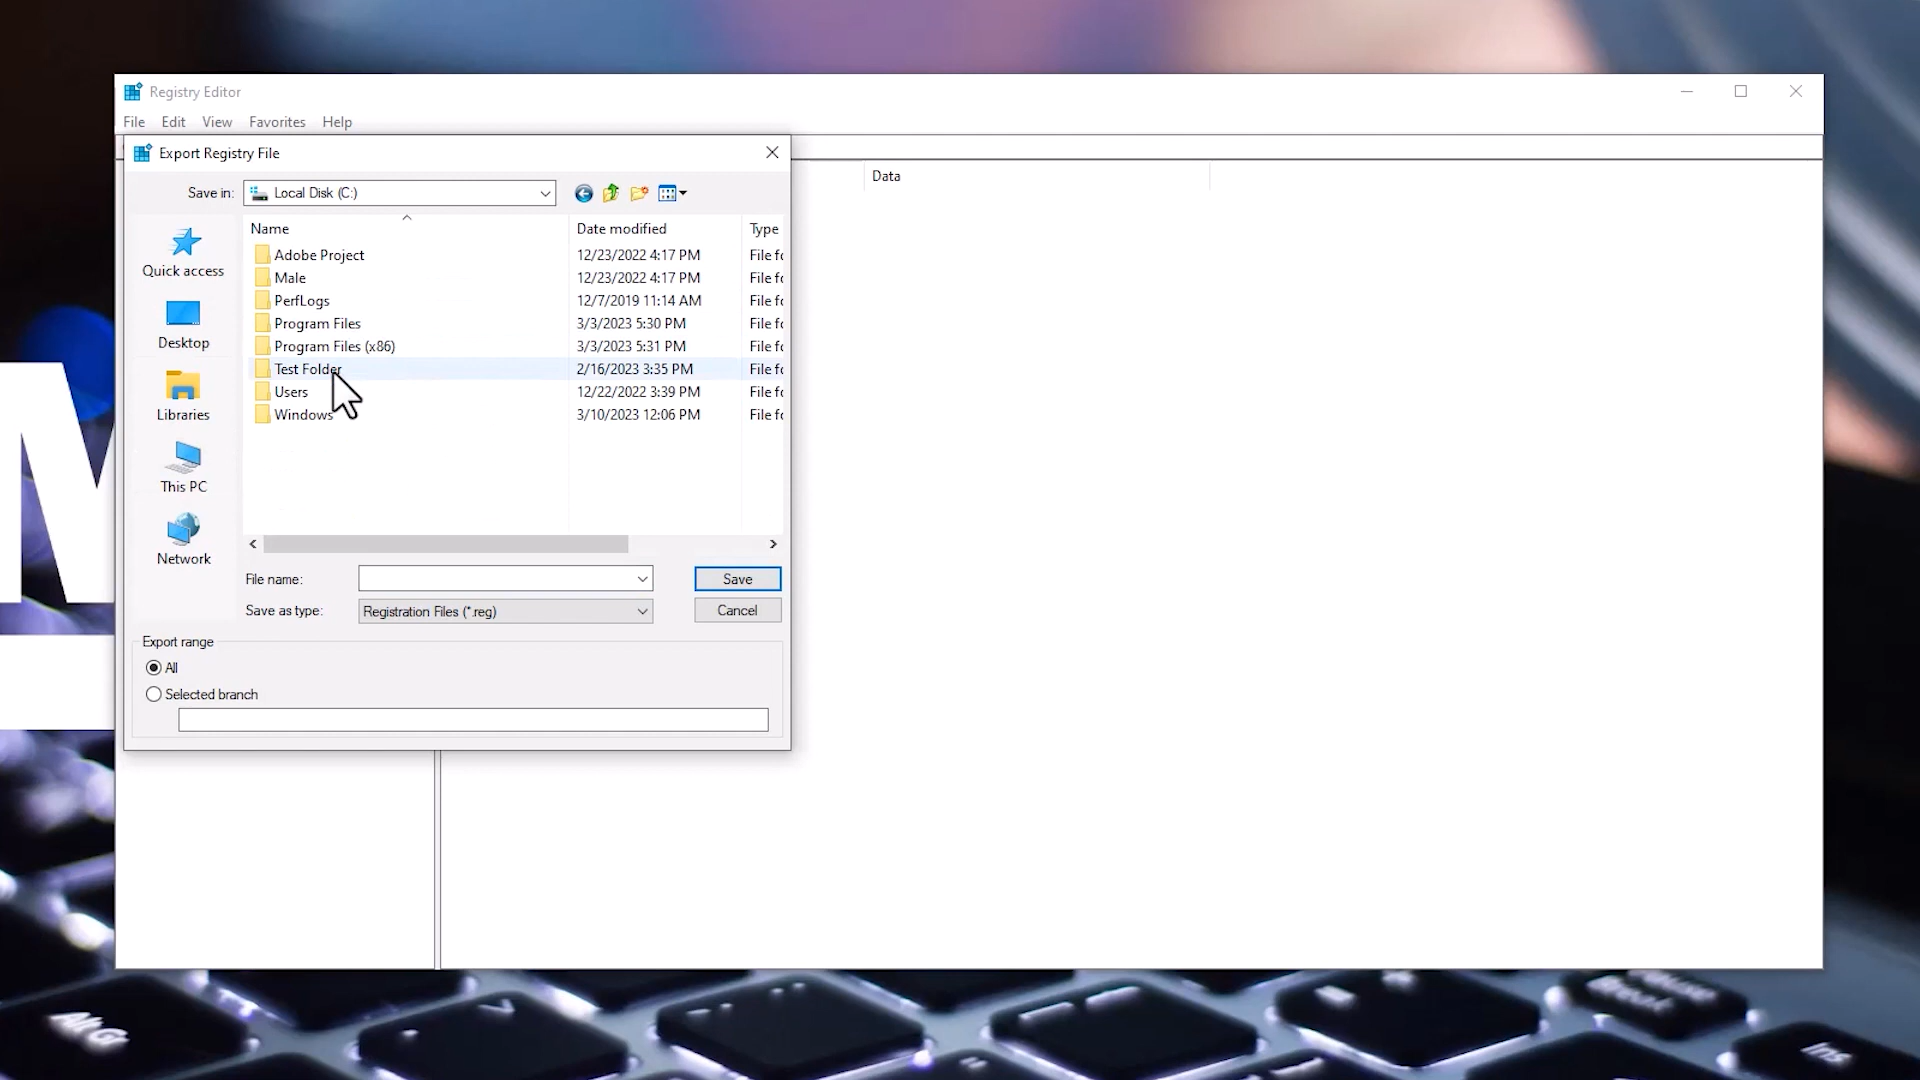 Registry Editor
File Edit View Favorites Help
Export Registry File
Save in: Local Disk (C:)
Data
Name Date modified Type
Adobe Project 12/23/2022 4:17 PM File fo
Male 12/23/2022 4:17 PM File fo
PerfLogs 12/7/2019 11:14 AM File fo
Program Files 3/3/2023 5:30 PM File fo
Program Files (x86) 3/3/2023 5:31 PM File fo
Test Folder 2/16/2023 3:35 PM File fo
Users 12/22/2022 3:39 PM File fo
Windows 3/10/2023 12:06 PM File fo
Quick access
Desktop
Libraries
This PC
Network
File name: Save
Save as type: Registration Files (*.reg) Cancel
Export range
All
Selected branch
M
Alt Gr
Pause
Break
Ins